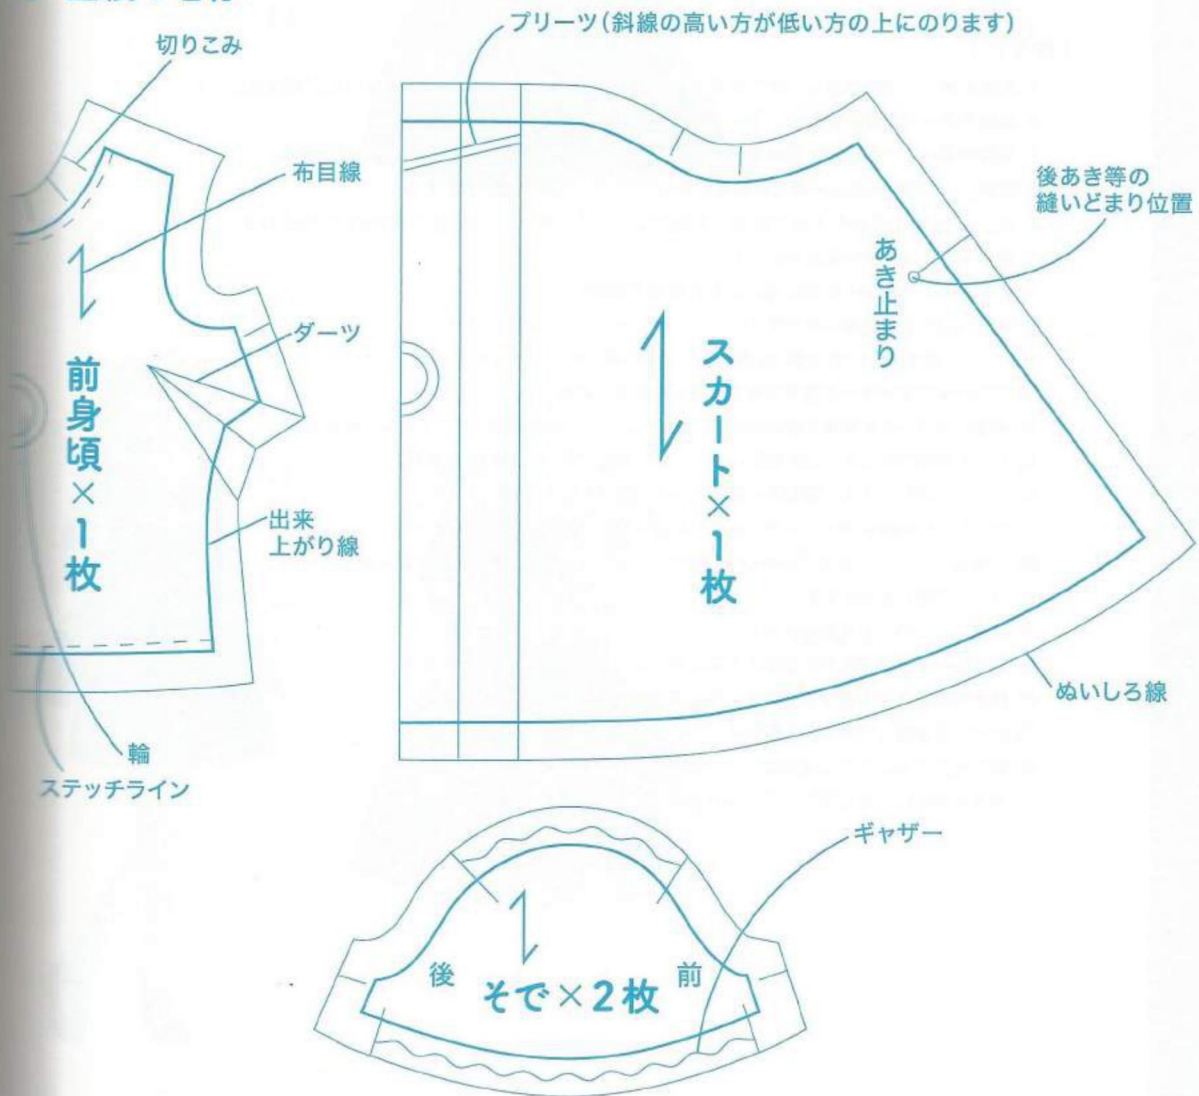 プリーツ(斜線の高い方が低い方の上にのります)
切りこみ
布目線
後あき等の
縫いどまり位置
あき止まり
ダーツ
前身頃×1枚
スカート×1枚
出来
上がり線
ぬいしろ線
輪
ステッチライン
ギャザー
後
前
そで×2枚